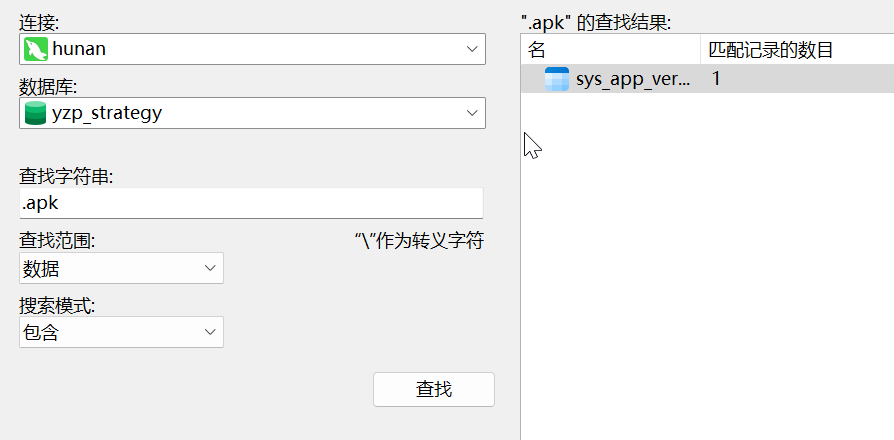 连接:
hunan
数据库:
yzp_strategy
查找字符串:
.apk
查找范围:
“\”作为转义字符
数据
搜索模式:
包含
查找
".apk" 的查找结果:
名 匹配记录的数目
sys_app_ver... 1